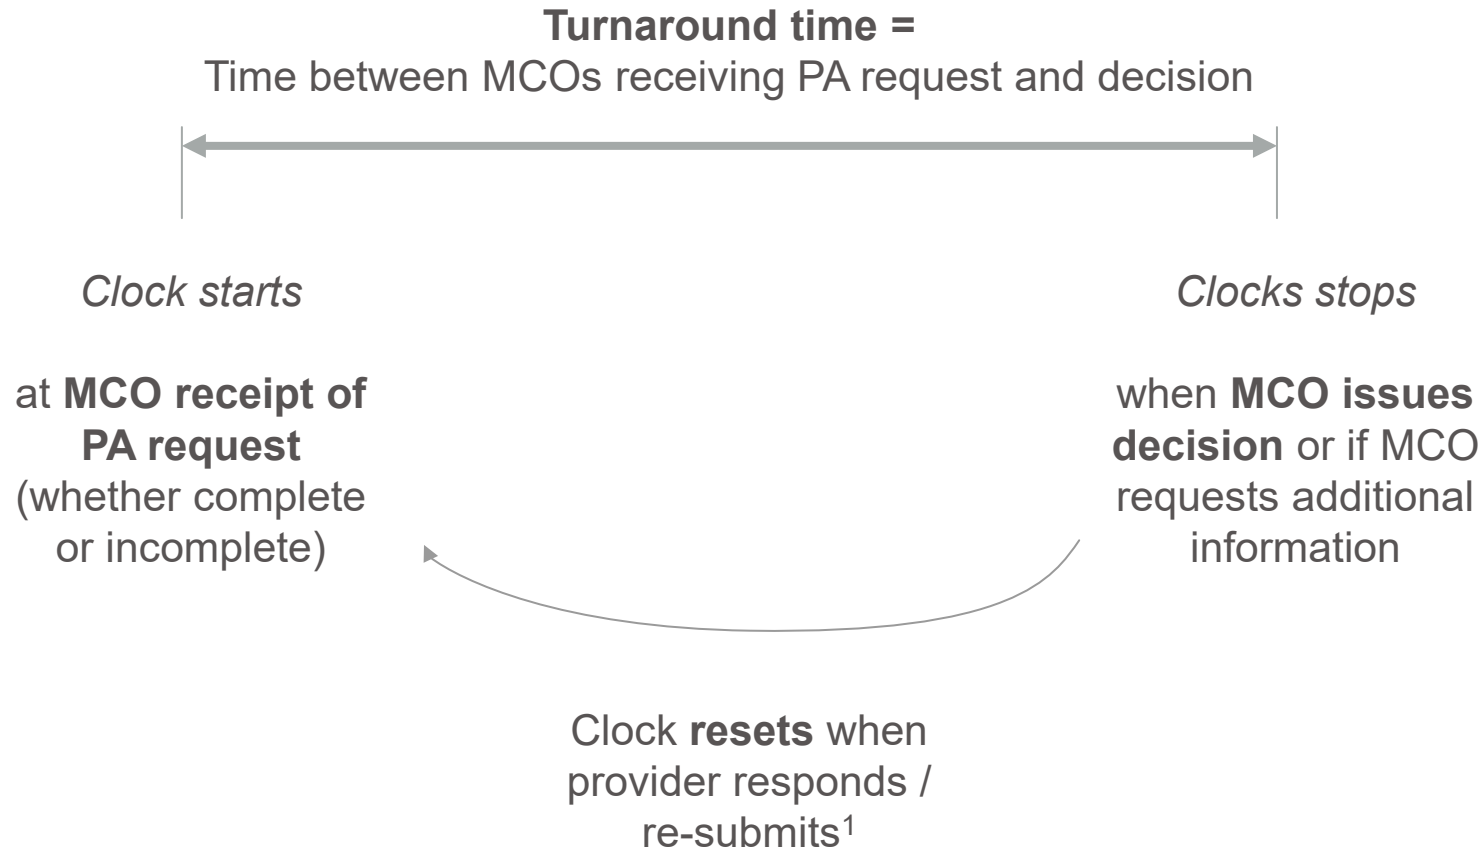 Turnaround time =
Time between MCOs receiving PA request and decision
Clock starts
at MCO receipt of
PA request
(whether complete
or incomplete)
Clocks stops
when MCO issues
decision or if MCO
requests additional
information
Clock resets when
provider responds /
re-submits¹